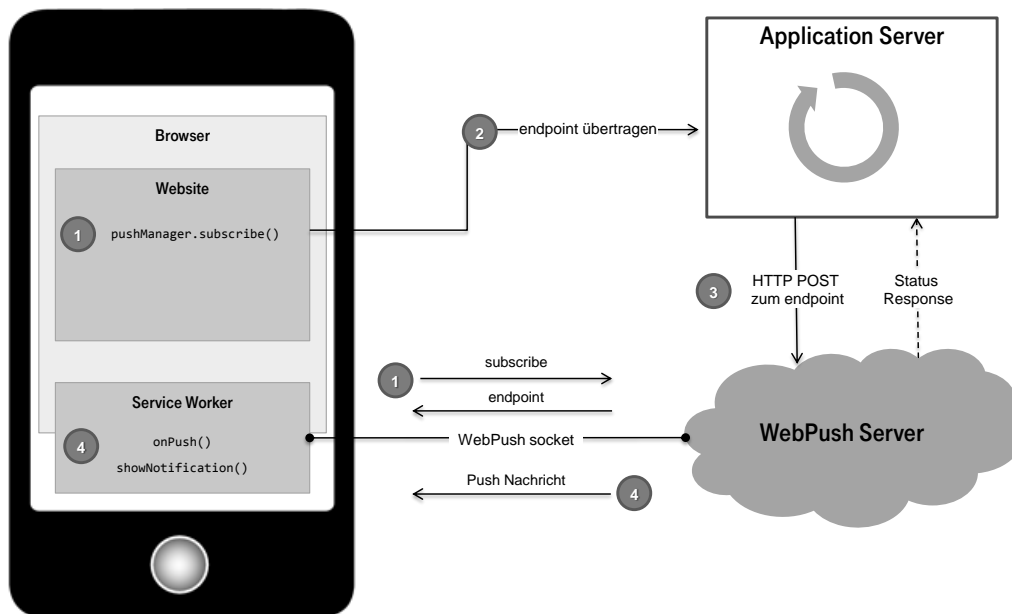 Application Server
Browser
Website
1
pushManager.subscribe()
2
endpoint übertragen
3
HTTP POST
zum endpoint
Status
Response
1
subscribe
endpoint
Service Worker
4
onPush()
showNotification()
WebPush socket
WebPush Server
Push Nachricht
4